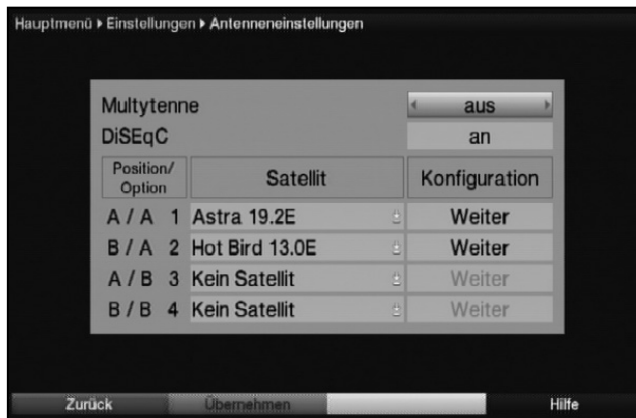 Hauptmenü ▸ Einstellungen ▸ Antenneneinstellungen
Multytenne aus
DiSEqC an
Position/ Option Satellit Konfiguration
A / A 1 Astra 19.2E Weiter
B / A 2 Hot Bird 13.0E Weiter
A / B 3 Kein Satellit Weiter
B / B 4 Kein Satellit Weiter
Zurück Übernehmen Hilfe